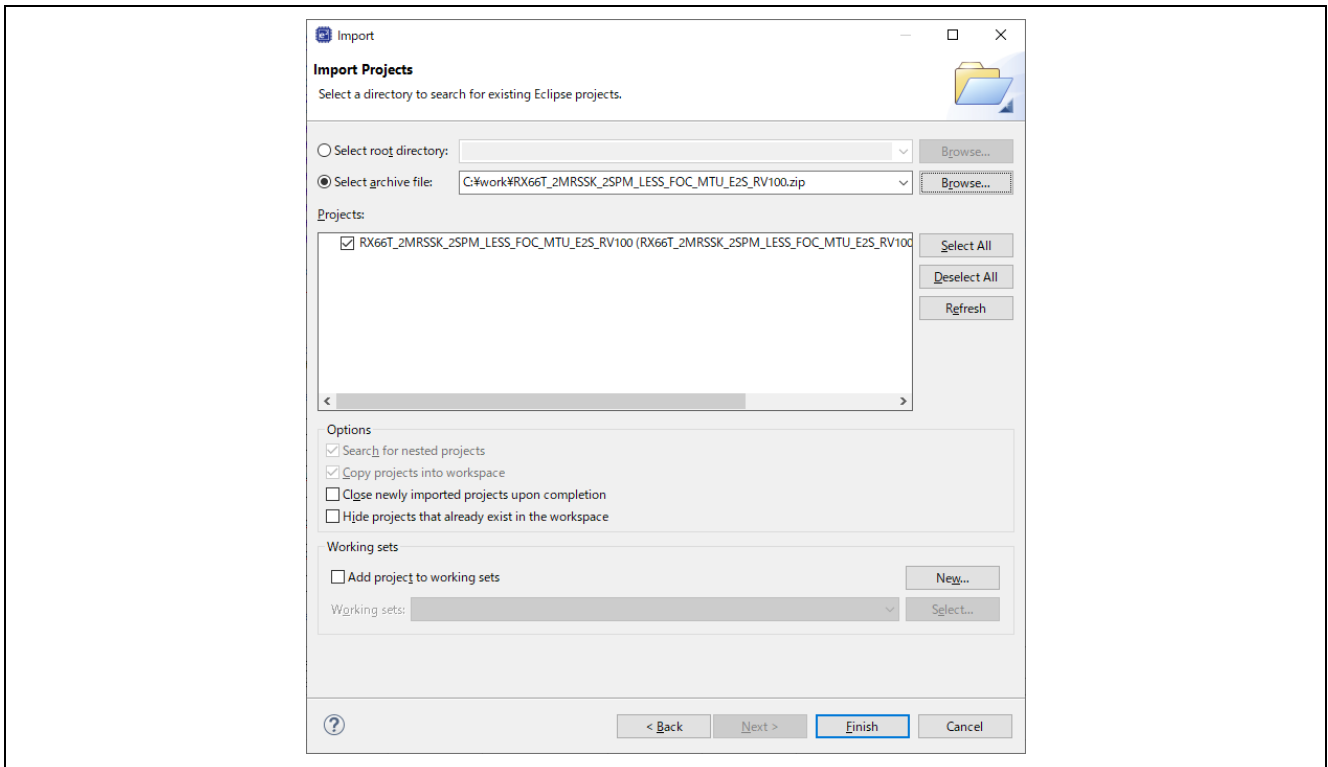 Import
Import Projects
Select a directory to search for existing Eclipse projects.
Select root directory:
Browse...
Select archive file:
C:¥work¥RX66T_2MRSSK_2SPM_LESS_FOC_MTU_E2S_RV100.zip
Browse...
Projects:
RX66T_2MRSSK_2SPM_LESS_FOC_MTU_E2S_RV100 (RX66T_2MRSSK_2SPM_LESS_FOC_MTU_E2S_RV100
Select All
Deselect All
Refresh
Options
Search for nested projects
Copy projects into workspace
Close newly imported projects upon completion
Hide projects that already exist in the workspace
Working sets
Add project to working sets
New...
Working sets:
Select...
?
< Back
Next >
Finish
Cancel